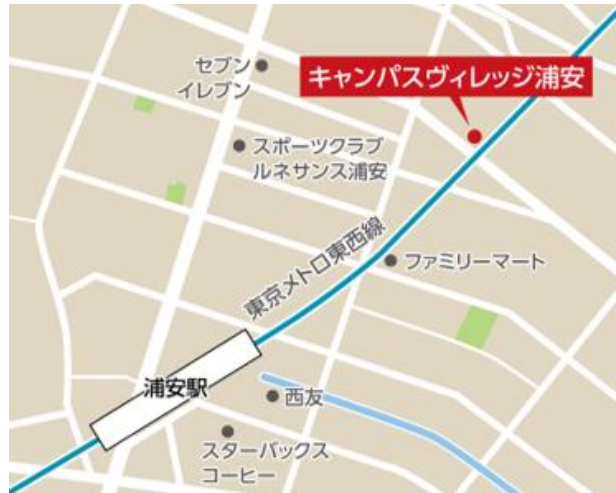 セブン
イレブン
キャンパスヴィレッジ浦安
スポーツクラブ
ルネサンス浦安
東京メトロ東西線
ファミリーマート
浦安駅
西友
スターバックス
コーヒー